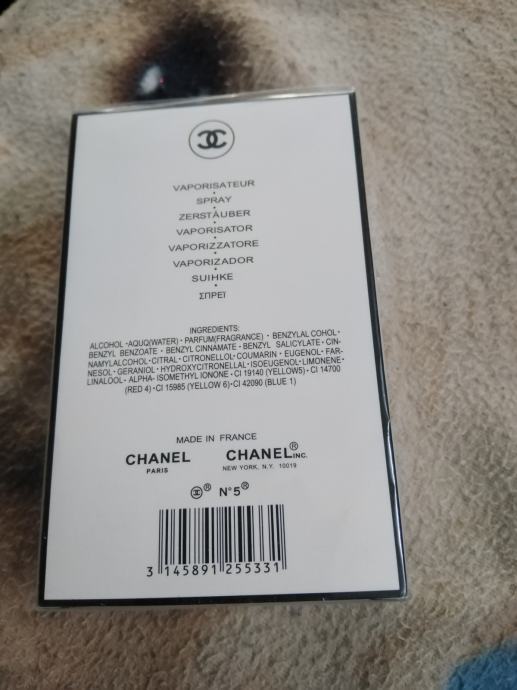 VAPORISATEUR
SPRAY
ZERSTÄUBER
VAPORISATOR
VAPORIZZATORE
VAPORIZADOR
SUIHKE
ΣΠΡΕΪ
INGREDIENTS:
ALCOHOL・AQUQ(WATER)・PARFUM(FRAGRANCE)・BENZYLAL COHOL・
BENZYL BENZOATE・BENZYL CINNAMATE・BENZYL SALICYLATE・CIN-
NAMYLALCOHOL・CITRAL・CITRONELLOL・COUMARIN・EUGENOL・FAR-
NESOL・GERANIOL・HYDROXYCITRONELLAL・ISOEUGENOL・LIMONENE・
LINALOOL・ALPHA- ISOMETHYL IONONE・CI 19140 (YELLOW5)・CI 14700
(RED 4)・CI 15985 (YELLOW 6)・CI 42090 (BLUE 1)
MADE IN FRANCE
CHANEL CHANEL® INC.
PARIS NEW YORK, N.Y. 10019
® N°5®
3 145891 255331